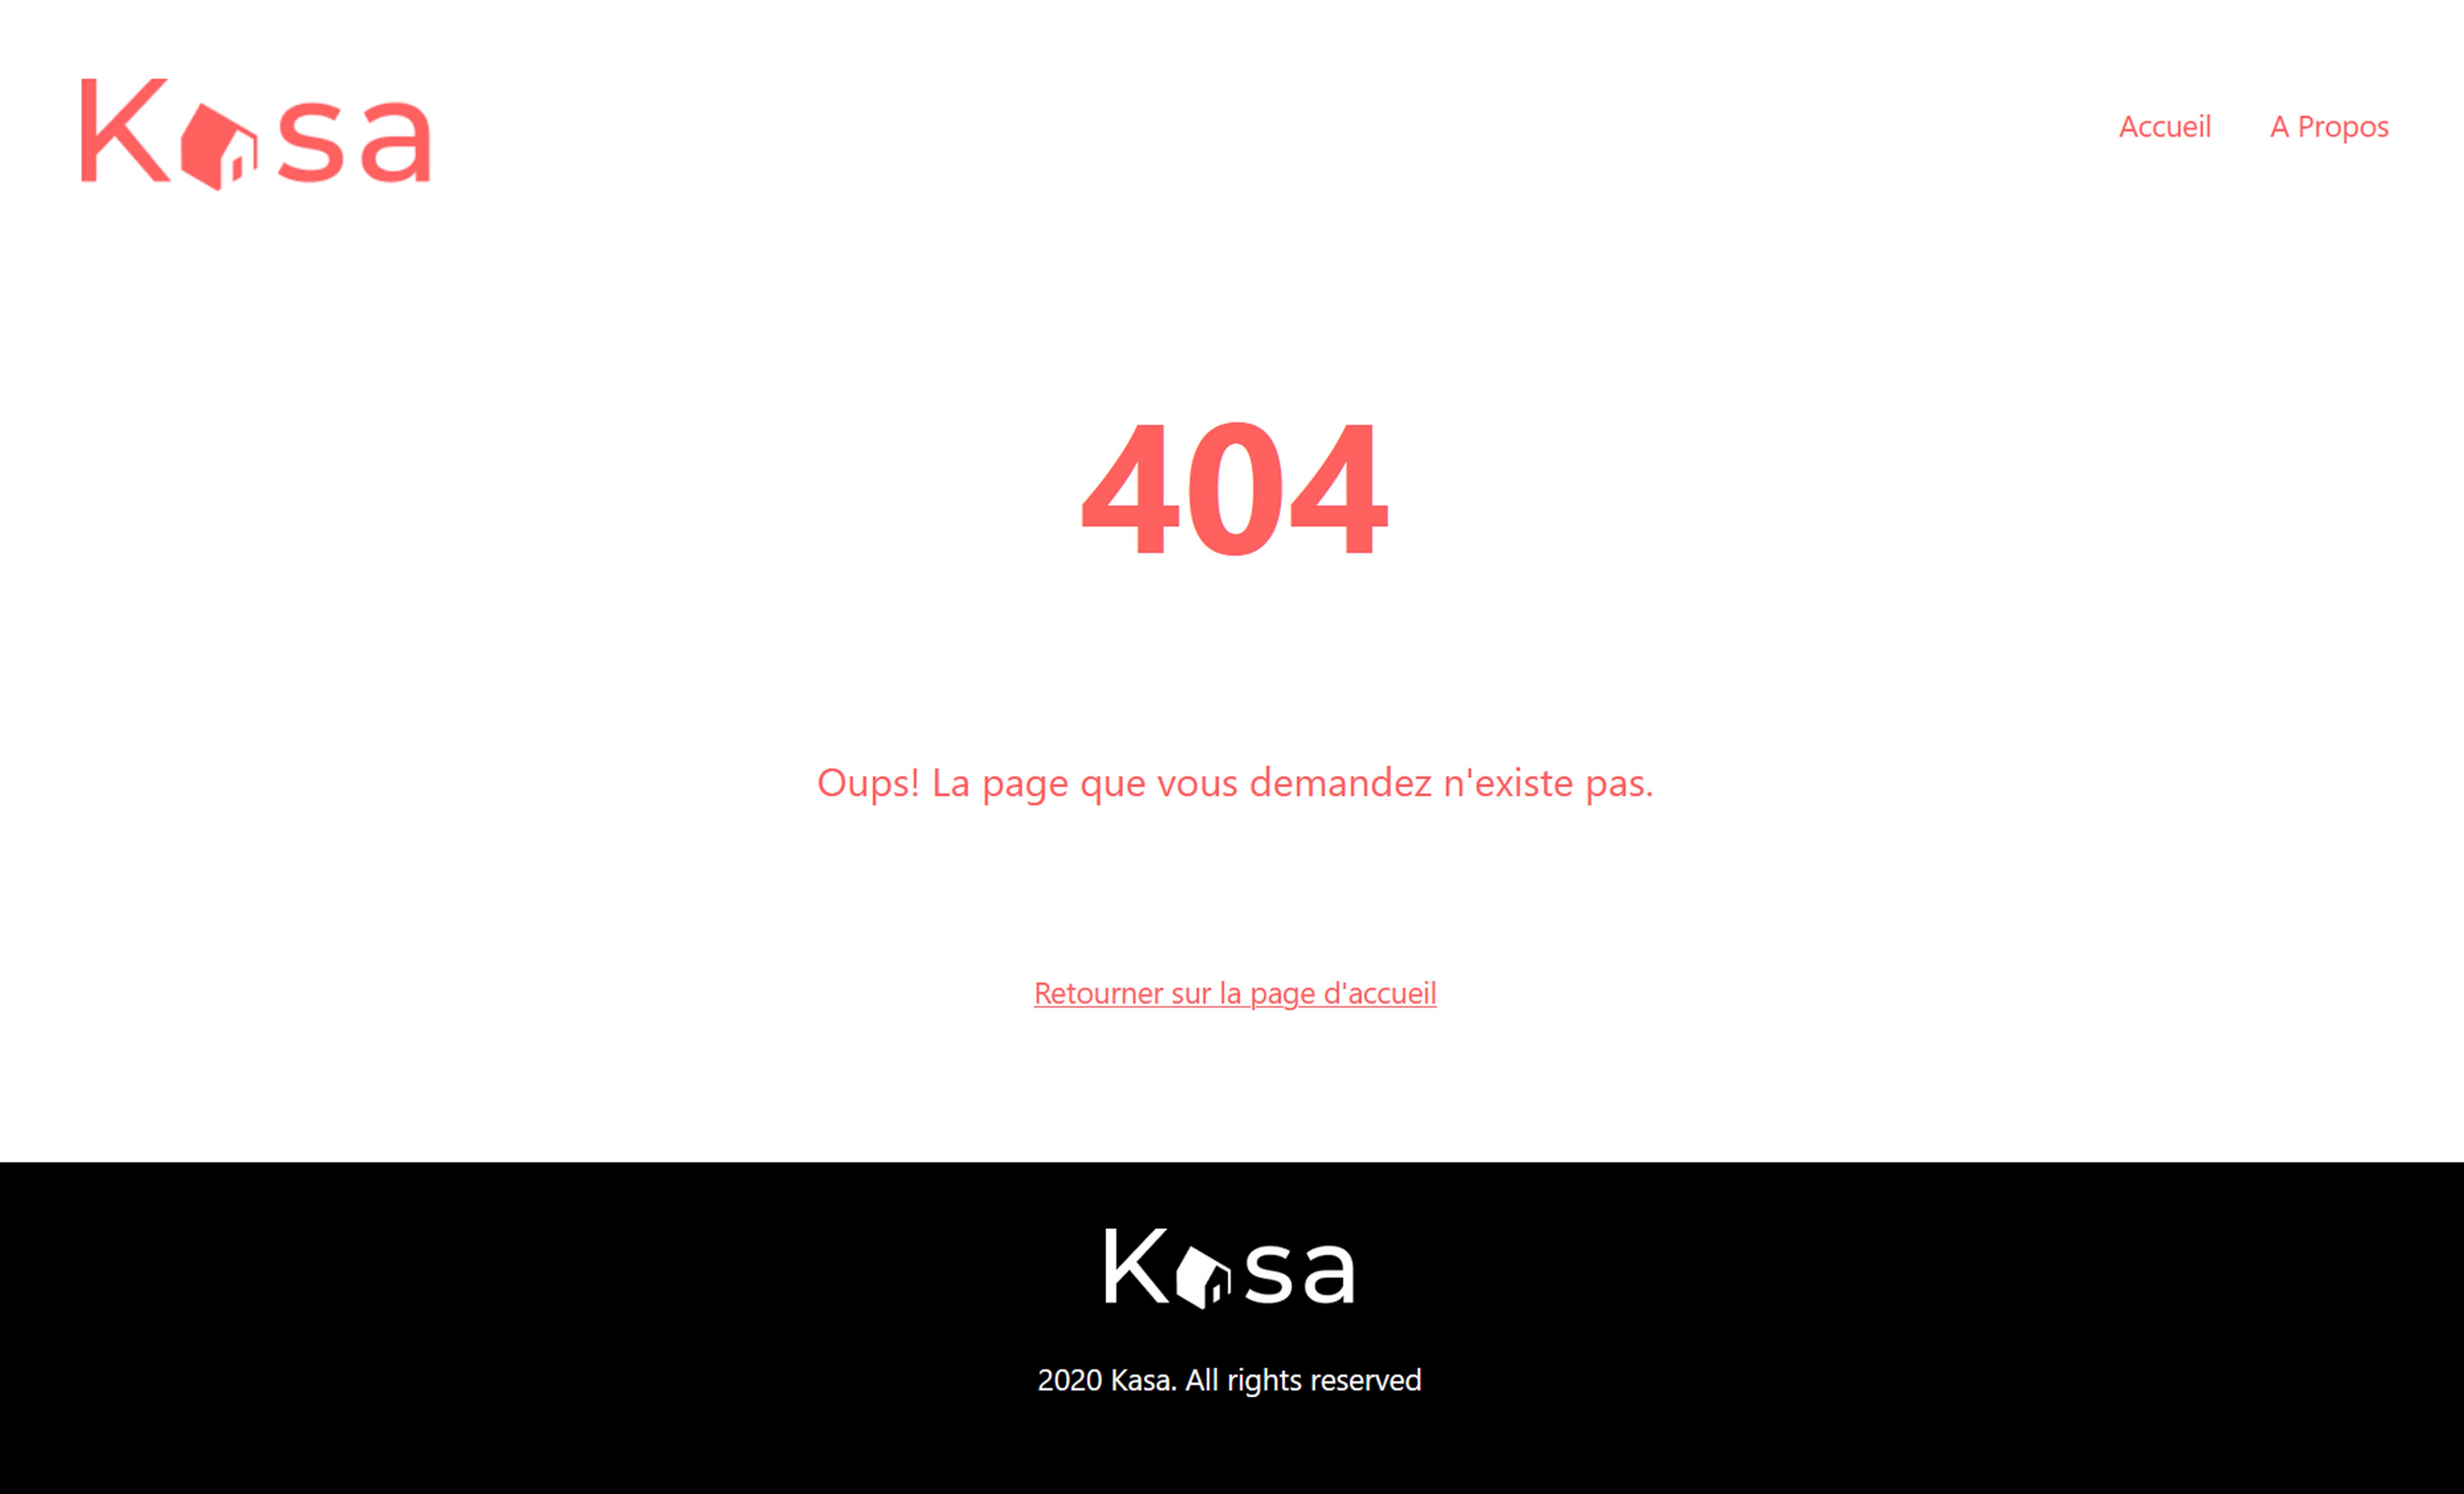 Kasa
Accueil A Propos
404
Oups! La page que vous demandez n'existe pas.
Retourner sur la page d'accueil
Kasa
2020 Kasa. All rights reserved